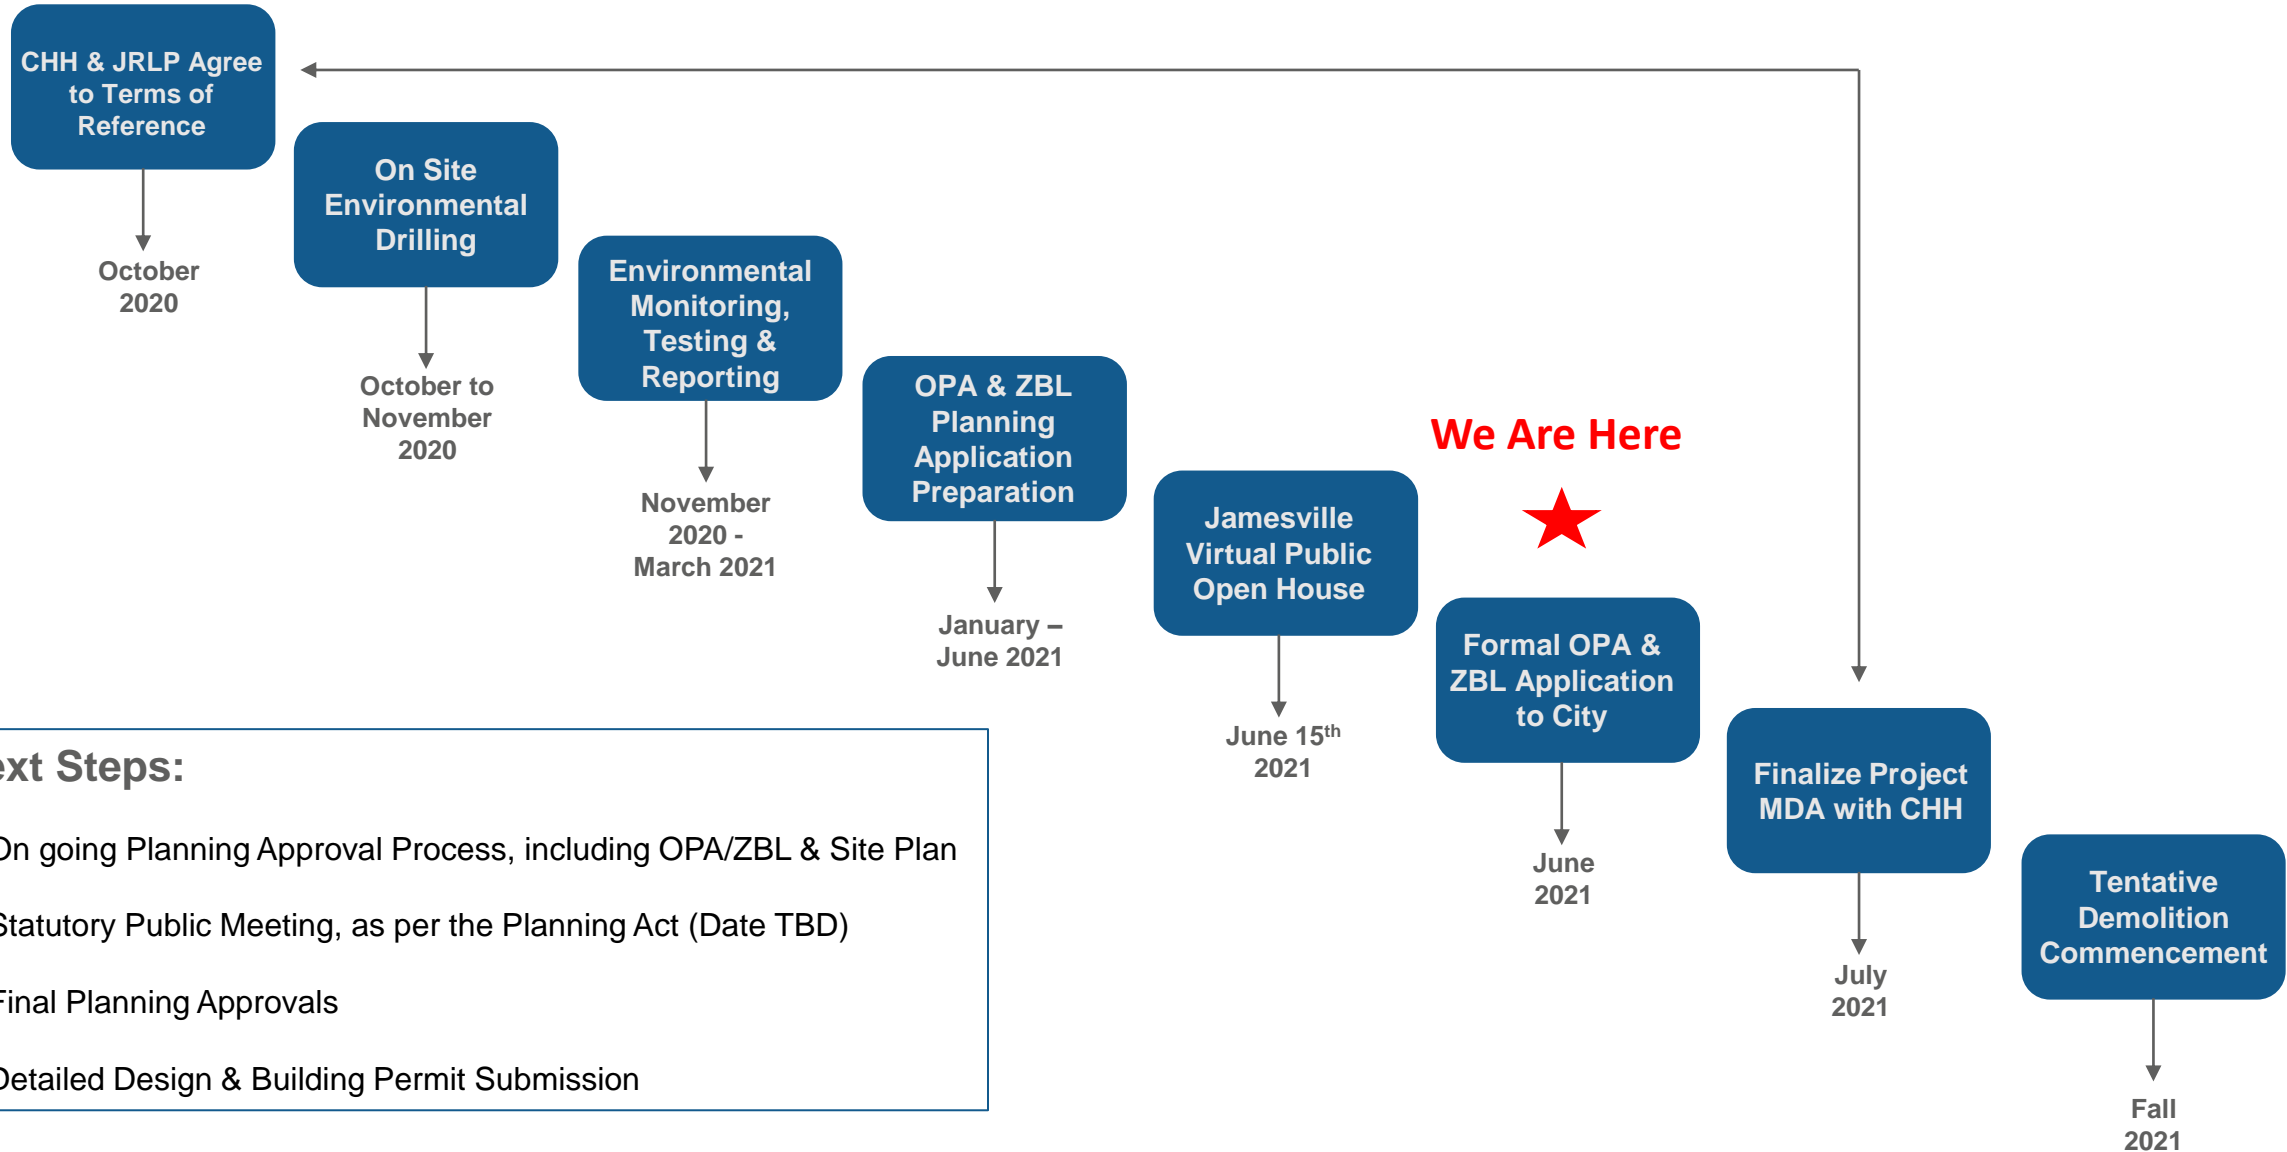 CHH & JRLP Agree
to Terms of
Reference
October
2020
On Site
Environmental
Drilling
October to
November
2020
Environmental
Monitoring,
Testing &
Reporting
November
2020 -
March 2021
OPA & ZBL
Planning
Application
Preparation
January –
June 2021
Jamesville
Virtual Public
Open House
June 15th
2021
We Are Here
Formal OPA &
ZBL Application
to City
June
2021
Finalize Project
MDA with CHH
July
2021
Tentative
Demolition
Commencement
Fall
2021
ext Steps:
On going Planning Approval Process, including OPA/ZBL & Site Plan
Statutory Public Meeting, as per the Planning Act (Date TBD)
Final Planning Approvals
Detailed Design & Building Permit Submission